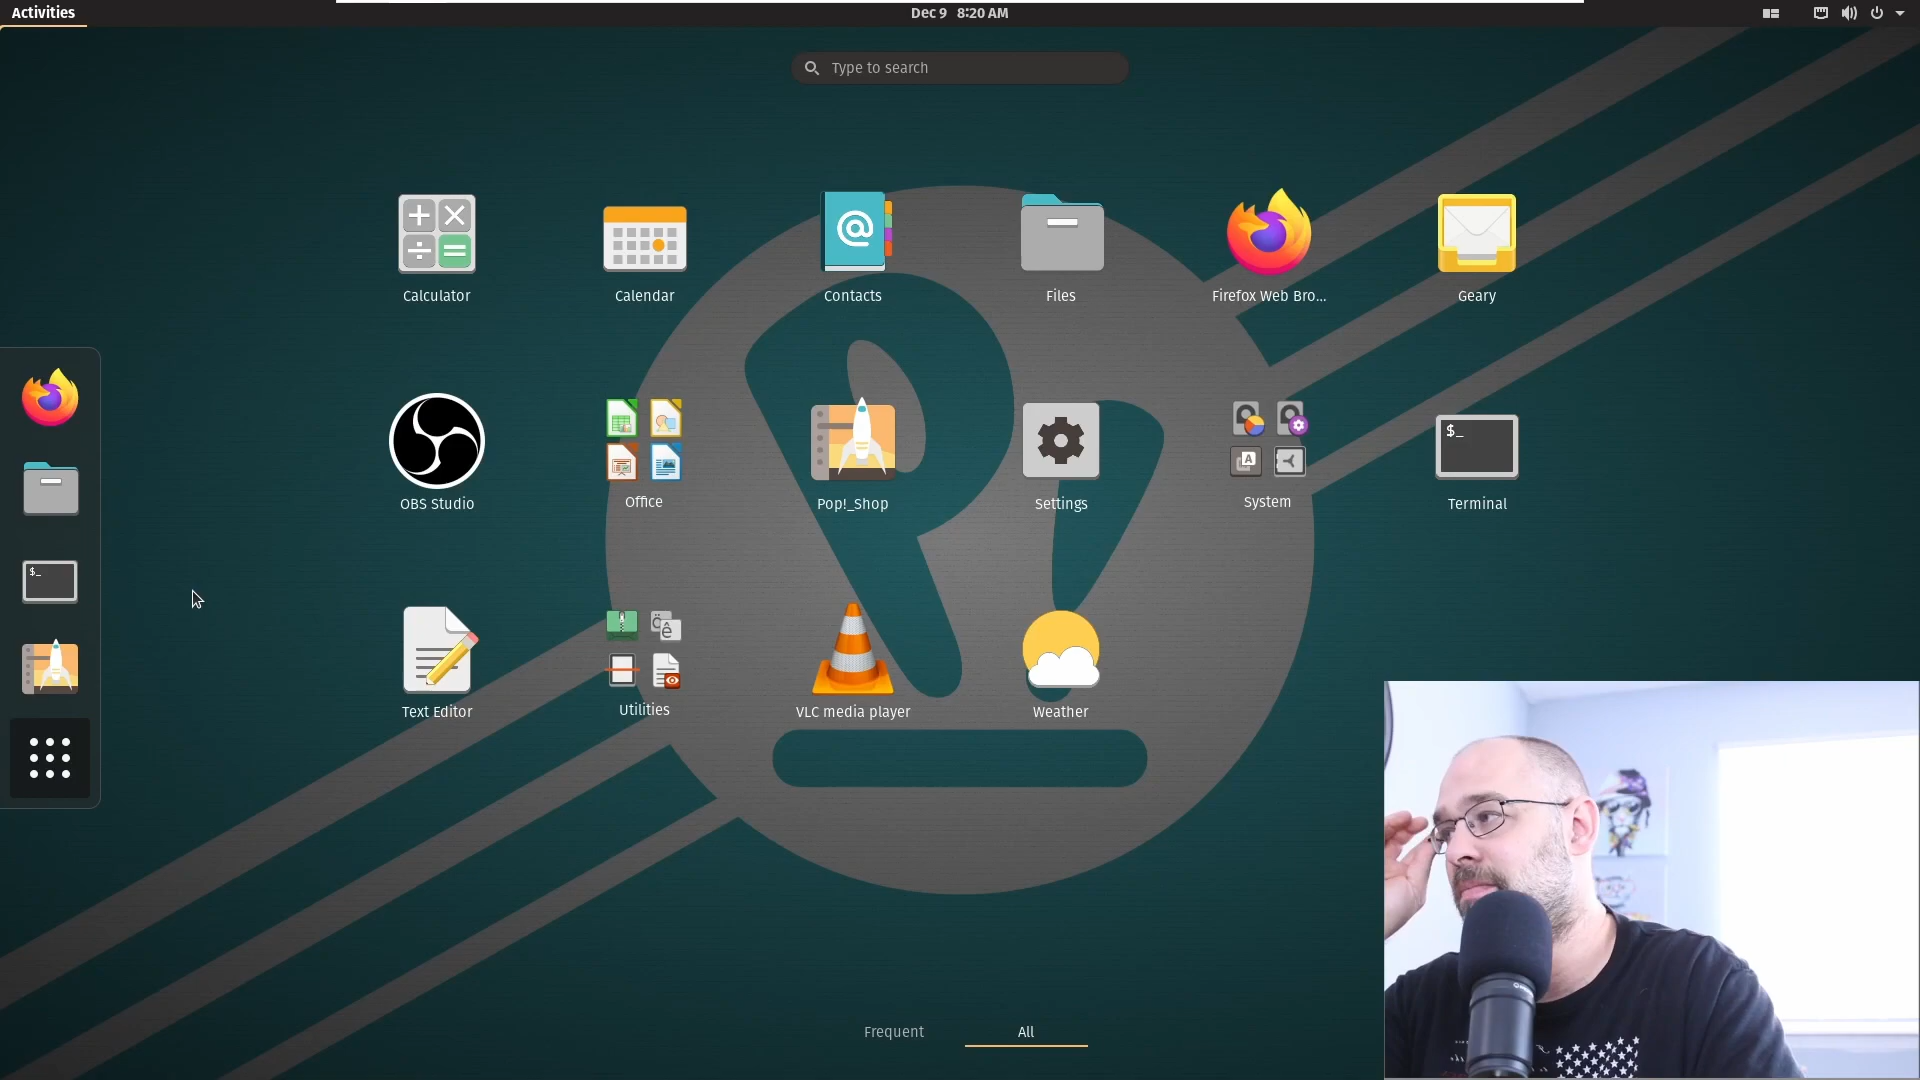 Activities
Dec 9 8:20 AM
Type to search
Calculator
Calendar
Contacts
Files
Firefox Web Bro...
Geary
OBS Studio
Office
Pop!_Shop
Settings
System
Terminal
$_
$_
Text Editor
Utilities
VLC media player
Weather
Frequent
All